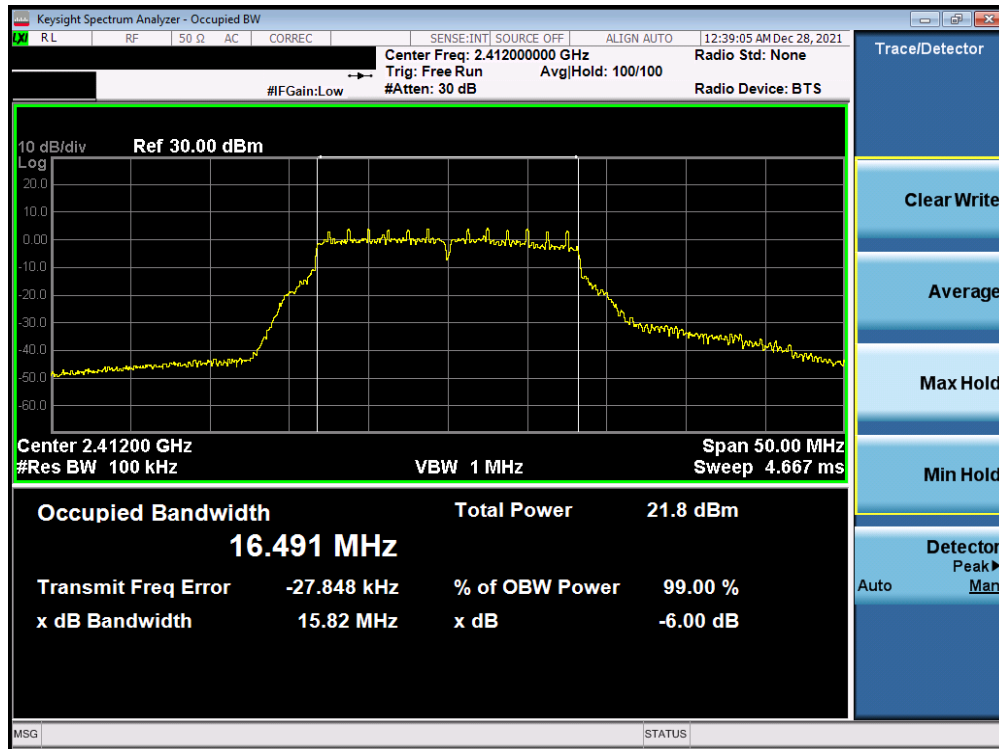 Keysight Spectrum Analyzer - Occupied BW
LXI RL RF 50 Ω AC CORREC SENSE:INT SOURCE OFF ALIGN AUTO 12:39:05 AM Dec 28, 2021
Center Freq: 2.412000000 GHz Radio Std: None
Trig: Free Run Avg|Hold: 100/100
#IFGain:Low #Atten: 30 dB Radio Device: BTS
10 dB/div Ref 30.00 dBm
Log
20.0
10.0
0.00
-10.0
-20.0
-30.0
-40.0
-50.0
-60.0
Center 2.41200 GHz Span 50.00 MHz
#Res BW 100 kHz VBW 1 MHz Sweep 4.667 ms
Occupied Bandwidth Total Power 21.8 dBm
16.491 MHz
Transmit Freq Error -27.848 kHz % of OBW Power 99.00 %
x dB Bandwidth 15.82 MHz x dB -6.00 dB
MSG STATUS
Trace/Detector
Clear Write
Average
Max Hold
Min Hold
Detector
Peak▶
Auto Man